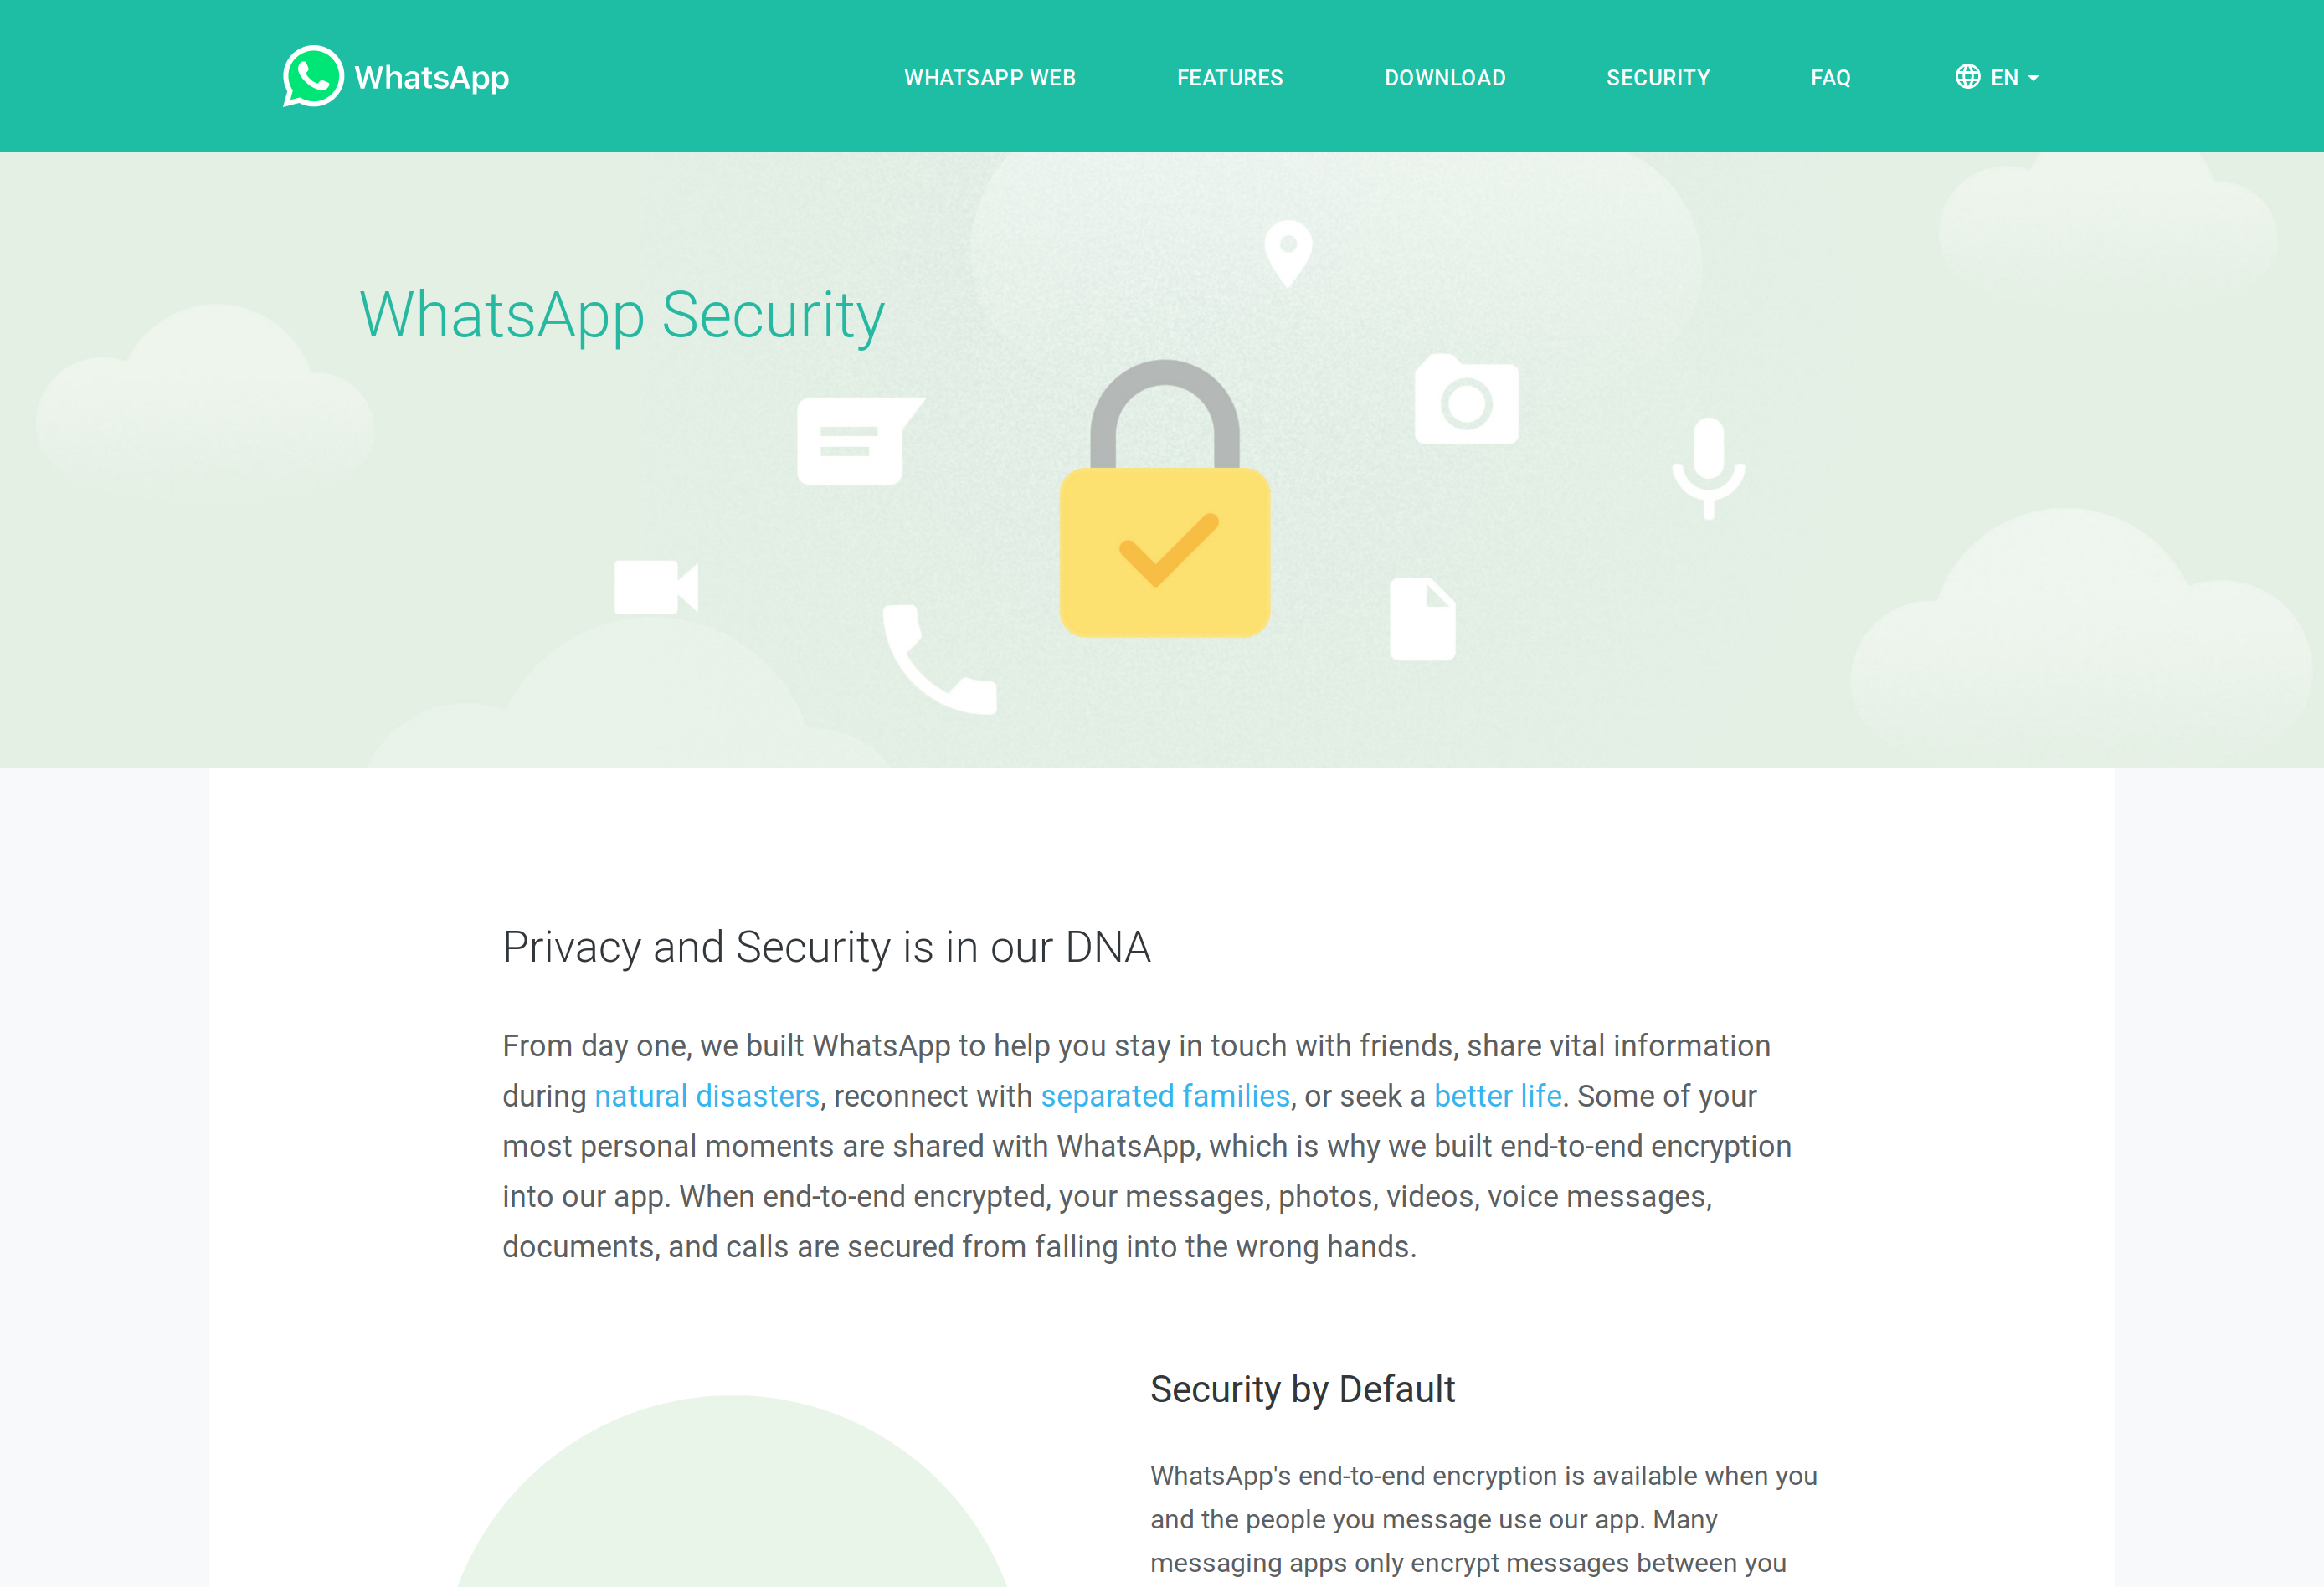 WhatsApp
WHATSAPP WEB
FEATURES
DOWNLOAD
SECURITY
FAQ
EN
WhatsApp Security
Privacy and Security is in our DNA
From day one, we built WhatsApp to help you stay in touch with friends, share vital information
during natural disasters, reconnect with separated families, or seek a better life. Some of your
most personal moments are shared with WhatsApp, which is why we built end-to-end encryption
into our app. When end-to-end encrypted, your messages, photos, videos, voice messages,
documents, and calls are secured from falling into the wrong hands.
Security by Default
WhatsApp's end-to-end encryption is available when you
and the people you message use our app. Many
messaging apps only encrypt messages between you